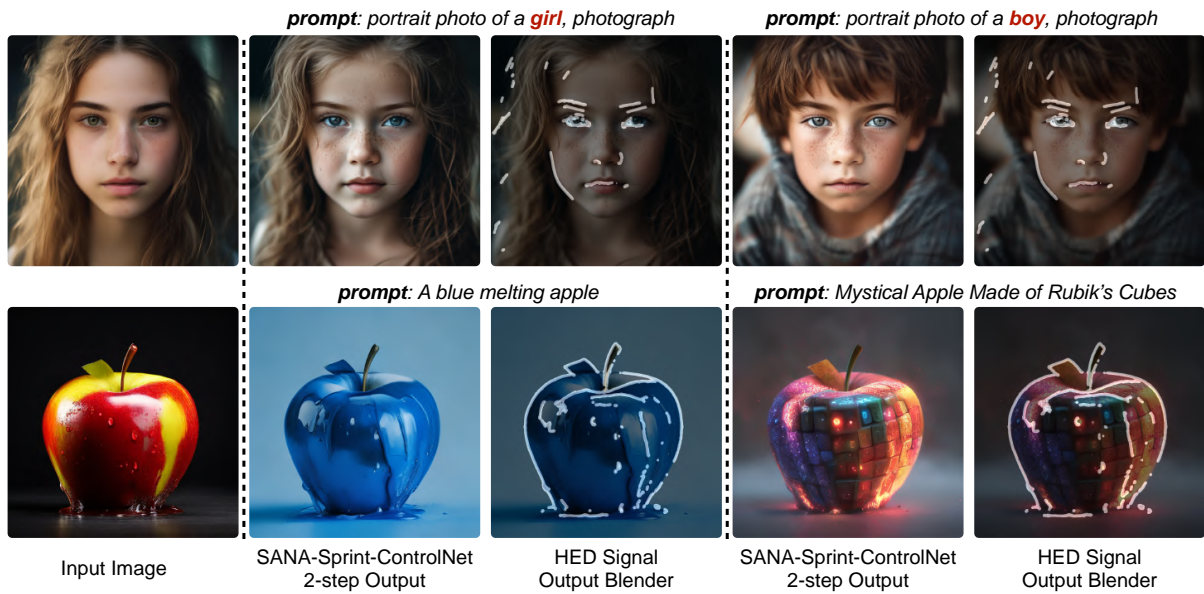 prompt: portrait photo of a girl, photograph
prompt: portrait photo of a boy, photograph
prompt: A blue melting apple
prompt: Mystical Apple Made of Rubik's Cubes
Input Image
SANA-Sprint-ControlNet
2-step Output
HED Signal
Output Blender
SANA-Sprint-ControlNet
2-step Output
HED Signal
Output Blender